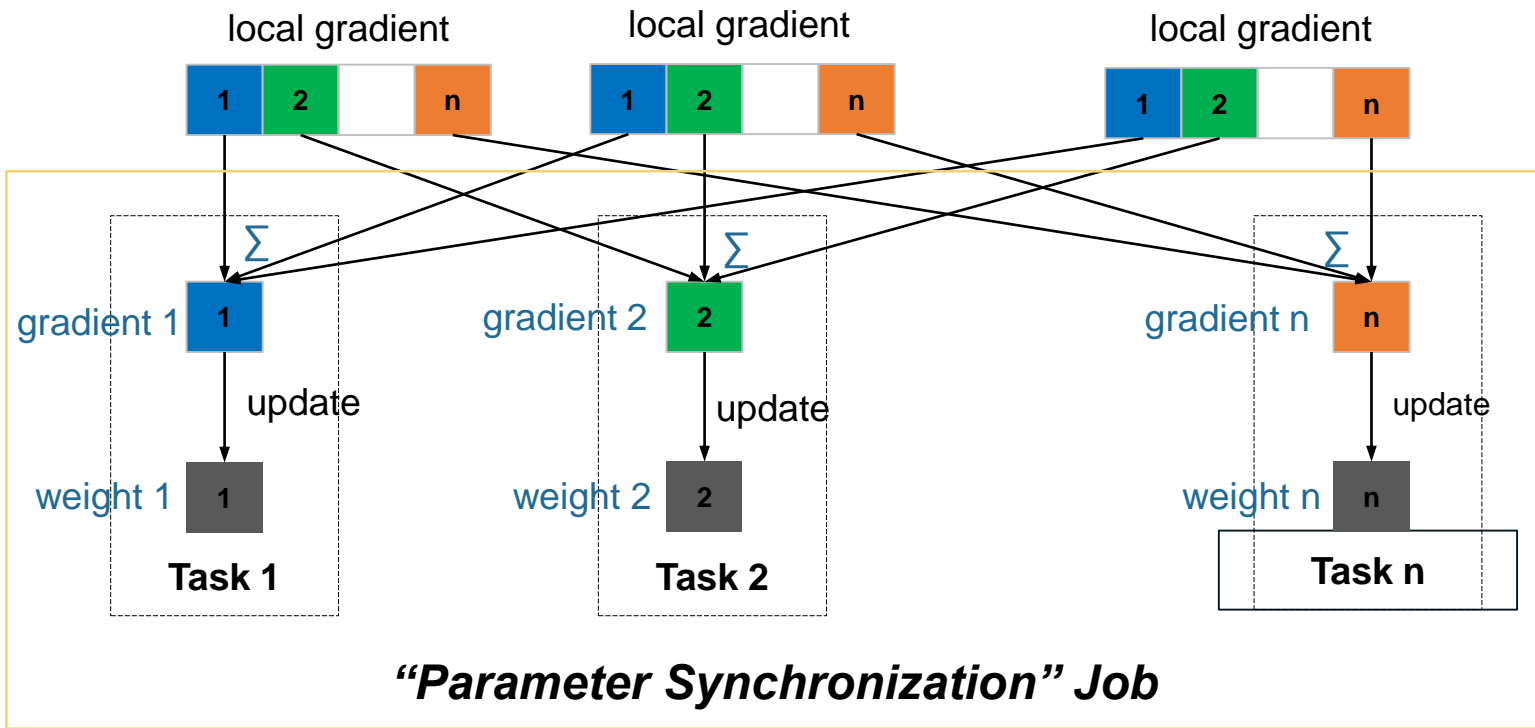 local gradient
local gradient
local gradient
1 2 n
1 2 n
1 2 n
∑
∑
∑
gradient 1
1
gradient 2
2
gradient n
n
update
update
update
weight 1
1
weight 2
2
weight n
n
Task 1
Task 2
Task n
“Parameter Synchronization” Job